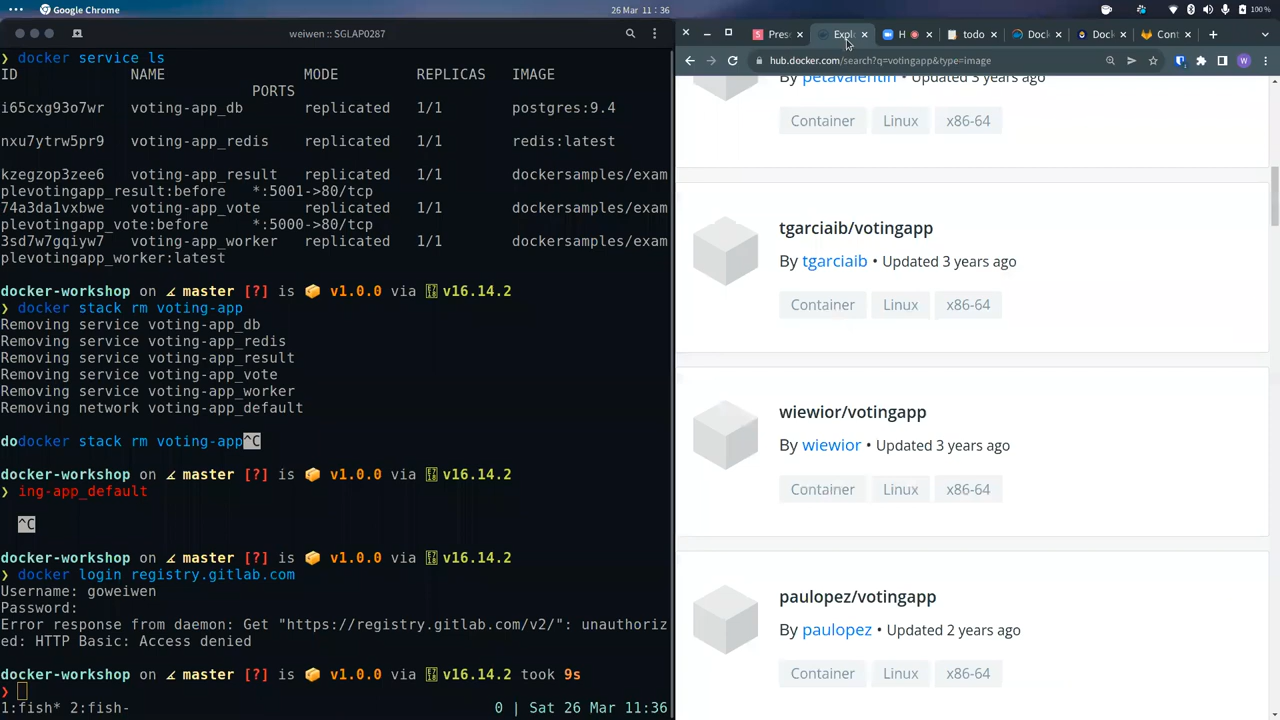 Google Chrome
26 Mar 11:36
100 %
weiwen :: SGLAP0287
❯ docker service ls
ID NAME MODE REPLICAS IMAGE
PORTS
i65cxg93o7wr voting-app_db replicated 1/1 postgres:9.4
nxu7ytrw5pr9 voting-app_redis replicated 1/1 redis:latest
kzegzop3zee6 voting-app_result replicated 1/1 dockersamples/exam
plevotingapp_result:before *:5001->80/tcp
74a3da1vxbwe voting-app_vote replicated 1/1 dockersamples/exam
plevotingapp_vote:before *:5000->80/tcp
3sd7w7gqiyw7 voting-app_worker replicated 1/1 dockersamples/exam
plevotingapp_worker:latest
docker-workshop on master [?] is 📦 v1.0.0 via v16.14.2
❯ docker stack rm voting-app
Removing service voting-app_db
Removing service voting-app_redis
Removing service voting-app_result
Removing service voting-app_vote
Removing service voting-app_worker
Removing network voting-app_default
dodocker stack rm voting-app^C
docker-workshop on master [?] is 📦 v1.0.0 via v16.14.2
❯ ing-app_default
^C
docker-workshop on master [?] is 📦 v1.0.0 via v16.14.2
❯ docker login registry.gitlab.com
Username: goweiwen
Password:
Error response from daemon: Get "https://registry.gitlab.com/v2/": unauthoriz
ed: HTTP Basic: Access denied
docker-workshop on master [?] is 📦 v1.0.0 via v16.14.2 took 9s
❯
1:fish* 2:fish- 0 | Sat 26 Mar 11:36
Pres Expl H todo Dock Dock Cont
hub.docker.com/search?q=votingapp&type=image
W
petavalentin • Updated 3 years ago
Container Linux x86-64
tgarciaib/votingapp
By tgarciaib • Updated 3 years ago
Container Linux x86-64
wiewior/votingapp
By wiewior • Updated 3 years ago
Container Linux x86-64
paulopez/votingapp
By paulopez • Updated 2 years ago
Container Linux x86-64